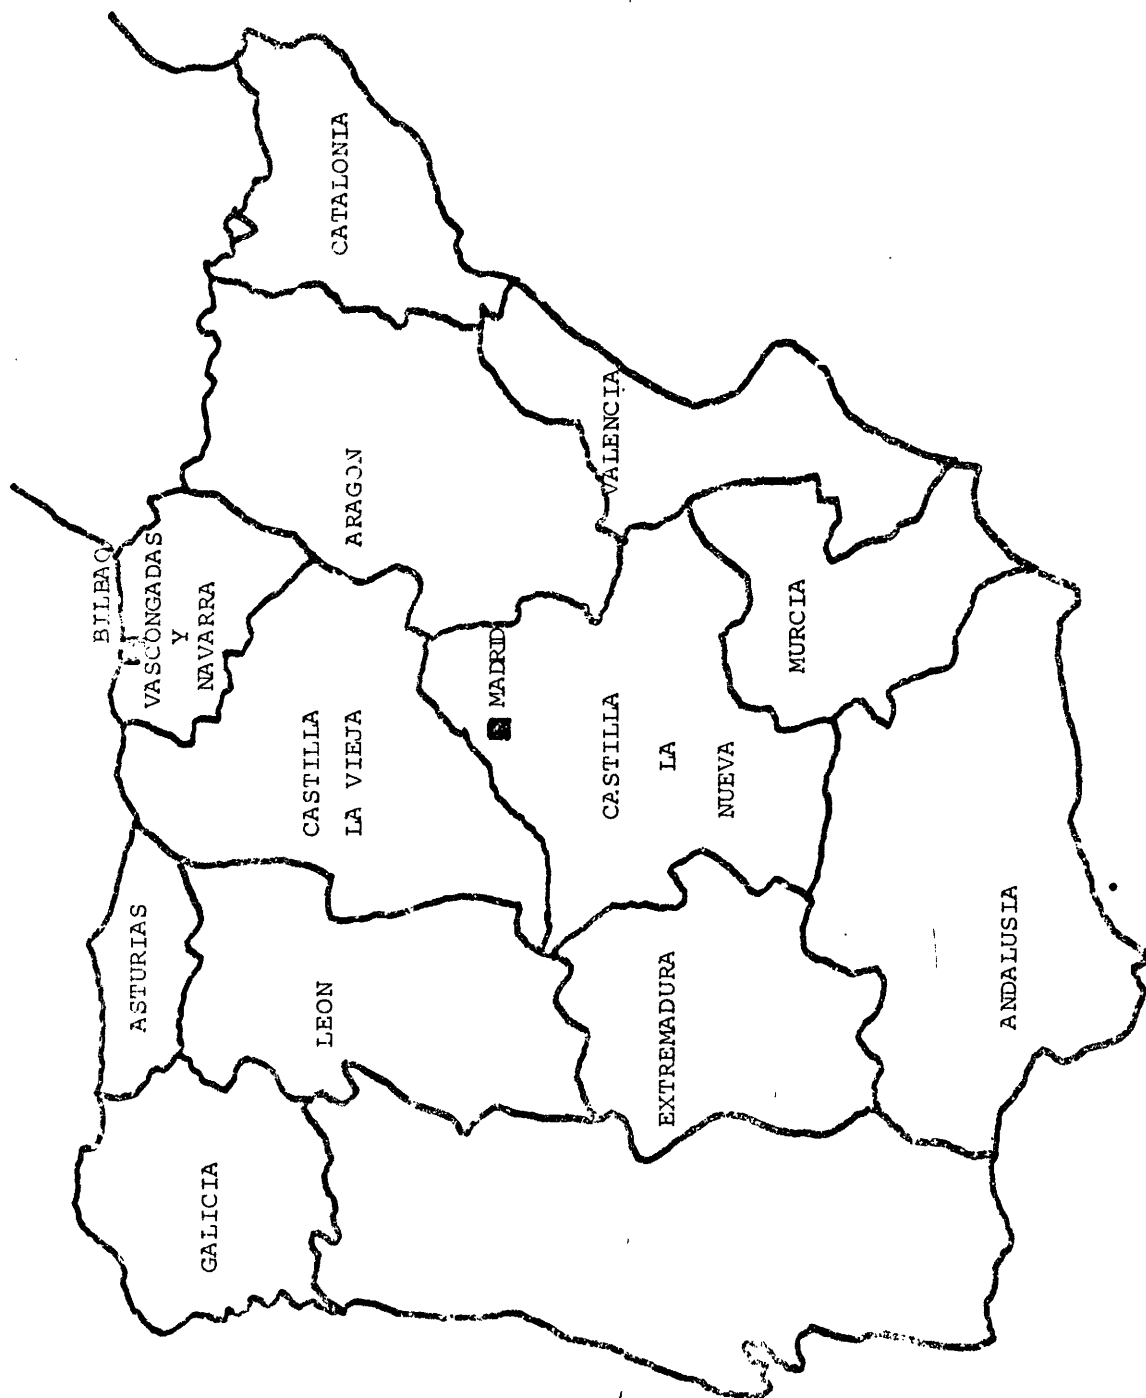 BILBAO
VASCONGADAS
Y
NAVARRA
ASTURIAS
GALICIA
CASTILLA
LA VIEJA
LEON
ARAGON
CATALONIA
MADRID
CASTILLA
LA
NUEVA
VALENCIA
EXTREMADURA
MURCIA
ANDALUSIA